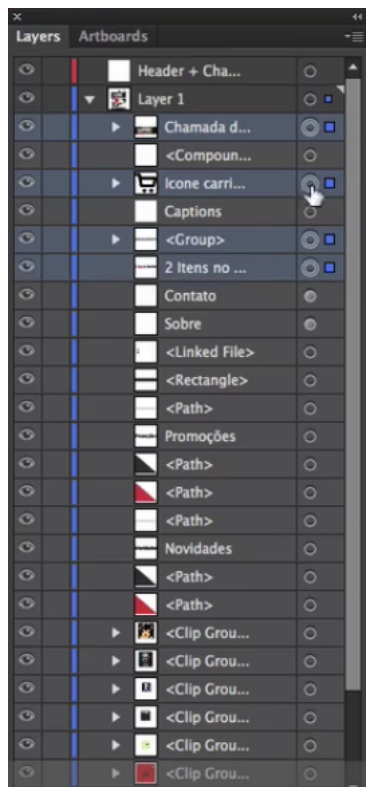 Layers Artboards
Header + Cha...
Layer 1
Chamada d...
<Compoun...
Icone carri...
Captions
<Group>
2 Itens no ...
Contato
Sobre
<Linked File>
<Rectangle>
<Path>
Promoções
<Path>
<Path>
<Path>
Novidades
<Path>
<Path>
<Clip Grou...
<Clip Grou...
<Clip Grou...
<Clip Grou...
<Clip Grou...
<Clip Grou...